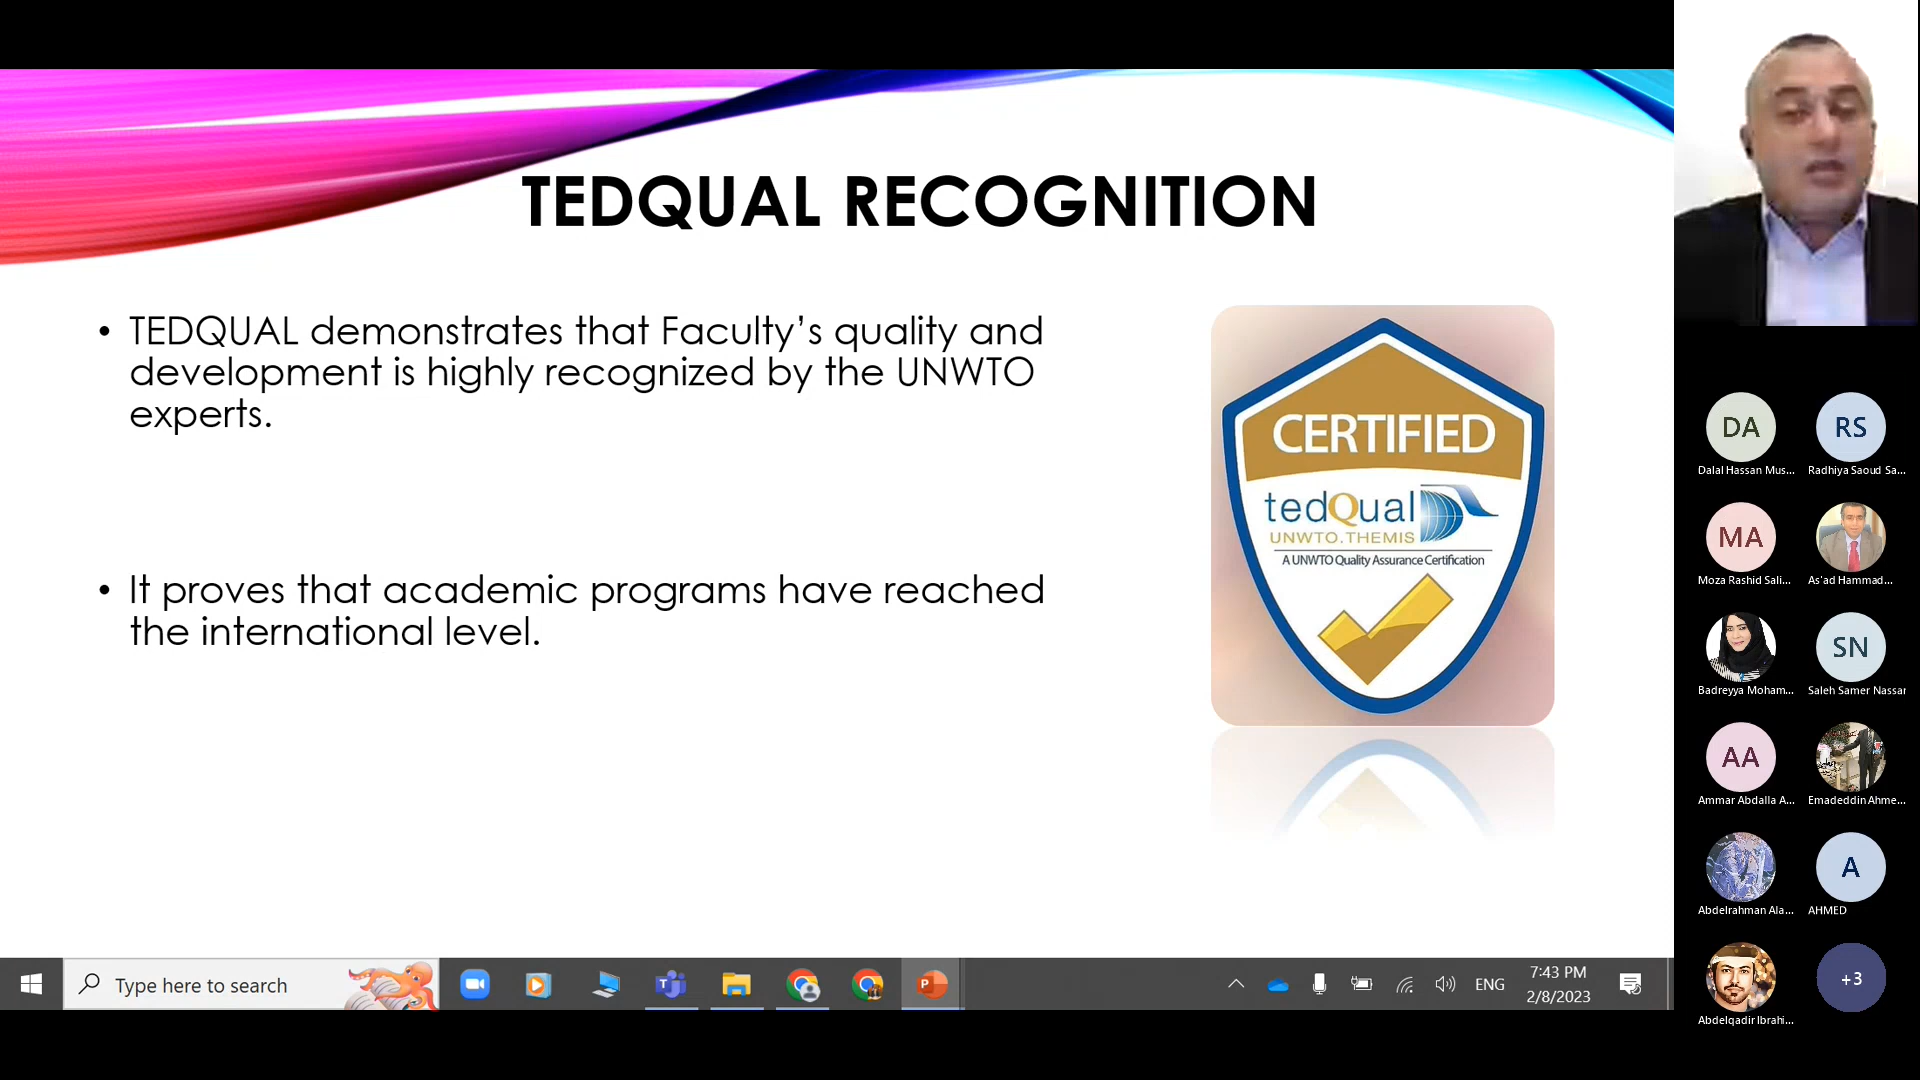 TEDQUAL RECOGNITION
• TEDQUAL demonstrates that Faculty’s quality and
development is highly recognized by the UNWTO
experts.
• It proves that academic programs have reached
the international level.
CERTIFIED
tedQual
UNWTO.THEMIS
A UNWTO Quality Assurance Certification
DA
Dalal Hassan Mus...
RS
Radhiya Saoud Sa...
MA
Moza Rashid Sali...
As'ad Hammad...
Badreyya Moham...
SN
Saleh Samer Nassar
AA
Ammar Abdalla A...
Emadeddin Ahme...
Abdelrahman Ala...
A
AHMED
Abdelqadir Ibrahi...
+3
Type here to search
ENG
7:43 PM
2/8/2023